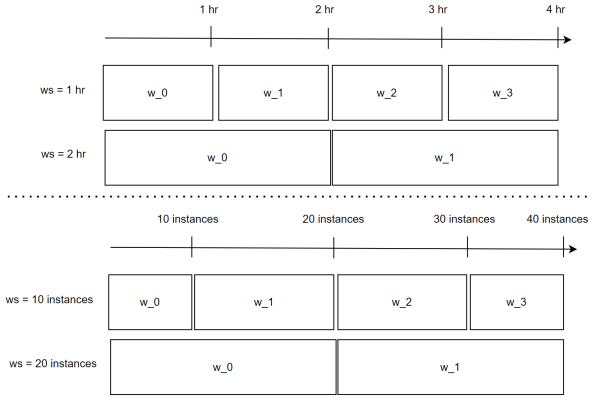 1 hr 2 hr 3 hr 4 hr
ws = 1 hr w_0 w_1 w_2 w_3
ws = 2 hr w_0 w_1
10 instances 20 instances 30 instances 40 instances
ws = 10 instances w_0 w_1 w_2 w_3
ws = 20 instances w_0 w_1